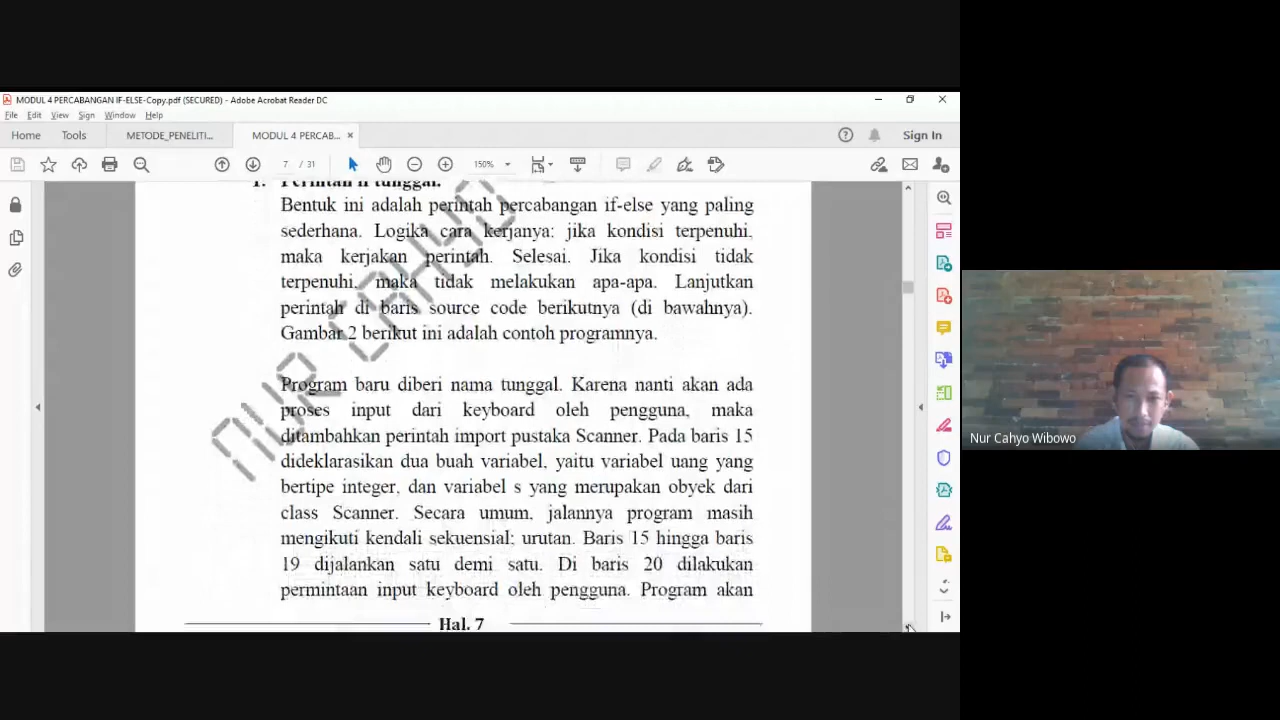 MODUL 4 PERCABANGAN IF-ELSE-Copy.pdf (SECURED) - Adobe Acrobat Reader DC
File Edit View Sign Window Help
Home Tools METODE_PENELITI... MODUL 4 PERCAB... × Sign In
7 / 31 150%
1. Perintah if tunggal.
Bentuk ini adalah perintah percabangan if-else yang paling
sederhana. Logika cara kerjanya: jika kondisi terpenuhi,
maka kerjakan perintah. Selesai. Jika kondisi tidak
terpenuhi, maka tidak melakukan apa-apa. Lanjutkan
perintah di baris source code berikutnya (di bawahnya).
Gambar 2 berikut ini adalah contoh programnya.
Program baru diberi nama tunggal. Karena nanti akan ada
proses input dari keyboard oleh pengguna, maka
ditambahkan perintah import pustaka Scanner. Pada baris 15
dideklarasikan dua buah variabel, yaitu variabel uang yang
bertipe integer, dan variabel s yang merupakan obyek dari
class Scanner. Secara umum, jalannya program masih
mengikuti kendali sekuensial; urutan. Baris 15 hingga baris
19 dijalankan satu demi satu. Di baris 20 dilakukan
permintaan input keyboard oleh pengguna. Program akan
Hal. 7
NUR CAHYO
Nur Cahyo Wibowo